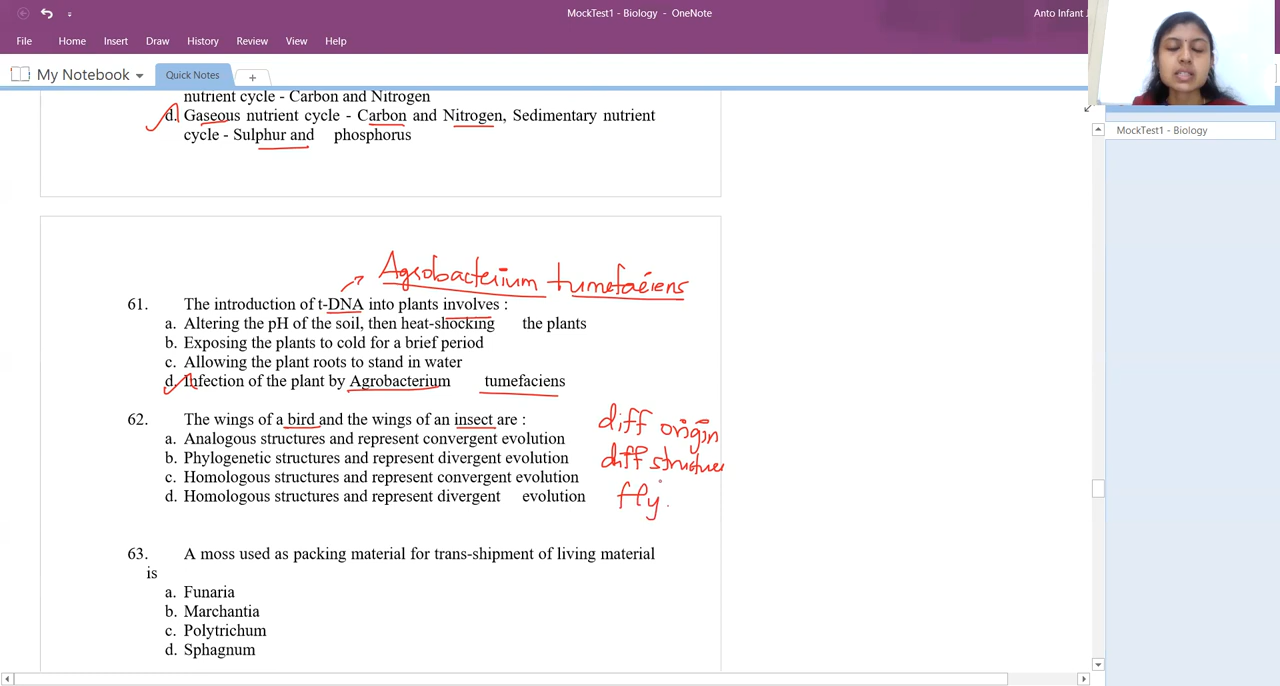 MockTest1 - Biology - OneNote
Anto Infant J
File Home Insert Draw History Review View Help
My Notebook
Quick Notes
+
MockTest1 - Biology
nutrient cycle - Carbon and Nitrogen
d. Gaseous nutrient cycle - Carbon and Nitrogen, Sedimentary nutrient
cycle - Sulphur and phosphorus
Agrobacterium tumefaciens
61. The introduction of t-DNA into plants involves :
a. Altering the pH of the soil, then heat-shocking the plants
b. Exposing the plants to cold for a brief period
c. Allowing the plant roots to stand in water
d. Infection of the plant by Agrobacterium tumefaciens
62. The wings of a bird and the wings of an insect are :
a. Analogous structures and represent convergent evolution
b. Phylogenetic structures and represent divergent evolution
c. Homologous structures and represent convergent evolution
d. Homologous structures and represent divergent evolution
diff origin
diff structure
fly.
63. A moss used as packing material for trans-shipment of living material
is
a. Funaria
b. Marchantia
c. Polytrichum
d. Sphagnum